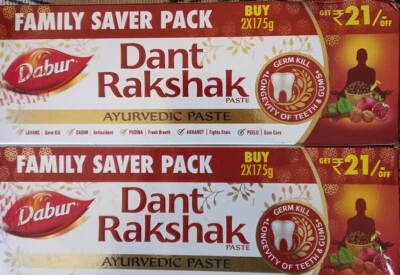 FAMILY SAVER PACK
BUY
2X175g
GET ₹21/-
OFF
Dabur
Dant
Rakshak
PASTE
AYURVEDIC PASTE
GERM KILL
LONGEVITY OF TEETH & GUMS
LAVANG | Germ Kill
DADIM | Antioxidant
PUDINA | Fresh Breath
AKHROT | Fights Stain
PEELU | Gum Care
FAMILY SAVER PACK
BUY
2X175g
GET ₹21/-
OFF
Dabur
Dant
Rakshak
PASTE
AYURVEDIC PASTE
GERM KILL
LONGEVITY OF TEETH & GUMS